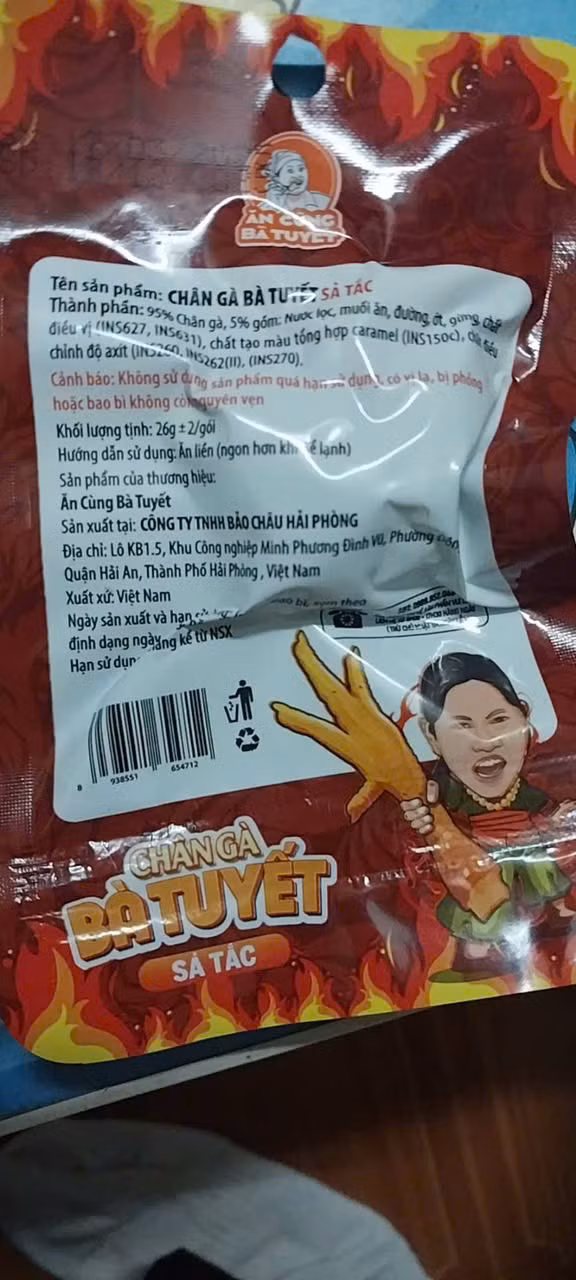 ĂN CÙNG
BÀ TUYẾT
Tên sản phẩm: CHÂN GÀ BÀ TUYẾT SẢ TẮC
Thành phần: 95% Chân gà, 5% gồm: Nước lọc, muối ăn, đường, ớt, gừng, chất
điều vị (INS627, INS631), chất tạo màu tổng hợp caramel (INS150c), chất điều
chỉnh độ axit (INS260, INS262(II), (INS270).
Cảnh báo: Không sử dụng sản phẩm quá hạn sử dụng, có vị lạ, bị phồng
hoặc bao bì không còn nguyên vẹn
Khối lượng tịnh: 26g ± 2/gói
Hướng dẫn sử dụng: Ăn liền (ngon hơn khi để lạnh)
Sản phẩm của thương hiệu:
Ăn Cùng Bà Tuyết
Sản xuất tại: CÔNG TY TNHH BẢO CHÂU HẢI PHÒNG
Địa chỉ: Lô KB1.5, Khu Công nghiệp Minh Phương Đình Vũ, Phường
Quận Hải An, Thành Phố Hải Phòng, Việt Nam
Xuất xứ: Việt Nam
Ngày sản xuất và hạn bao bì, xem theo
định dạng ngày
Hạn sử dụng kể từ NSX
8 938551 654712
CHÂN GÀ
BÀ TUYẾT
SẢ TẮC